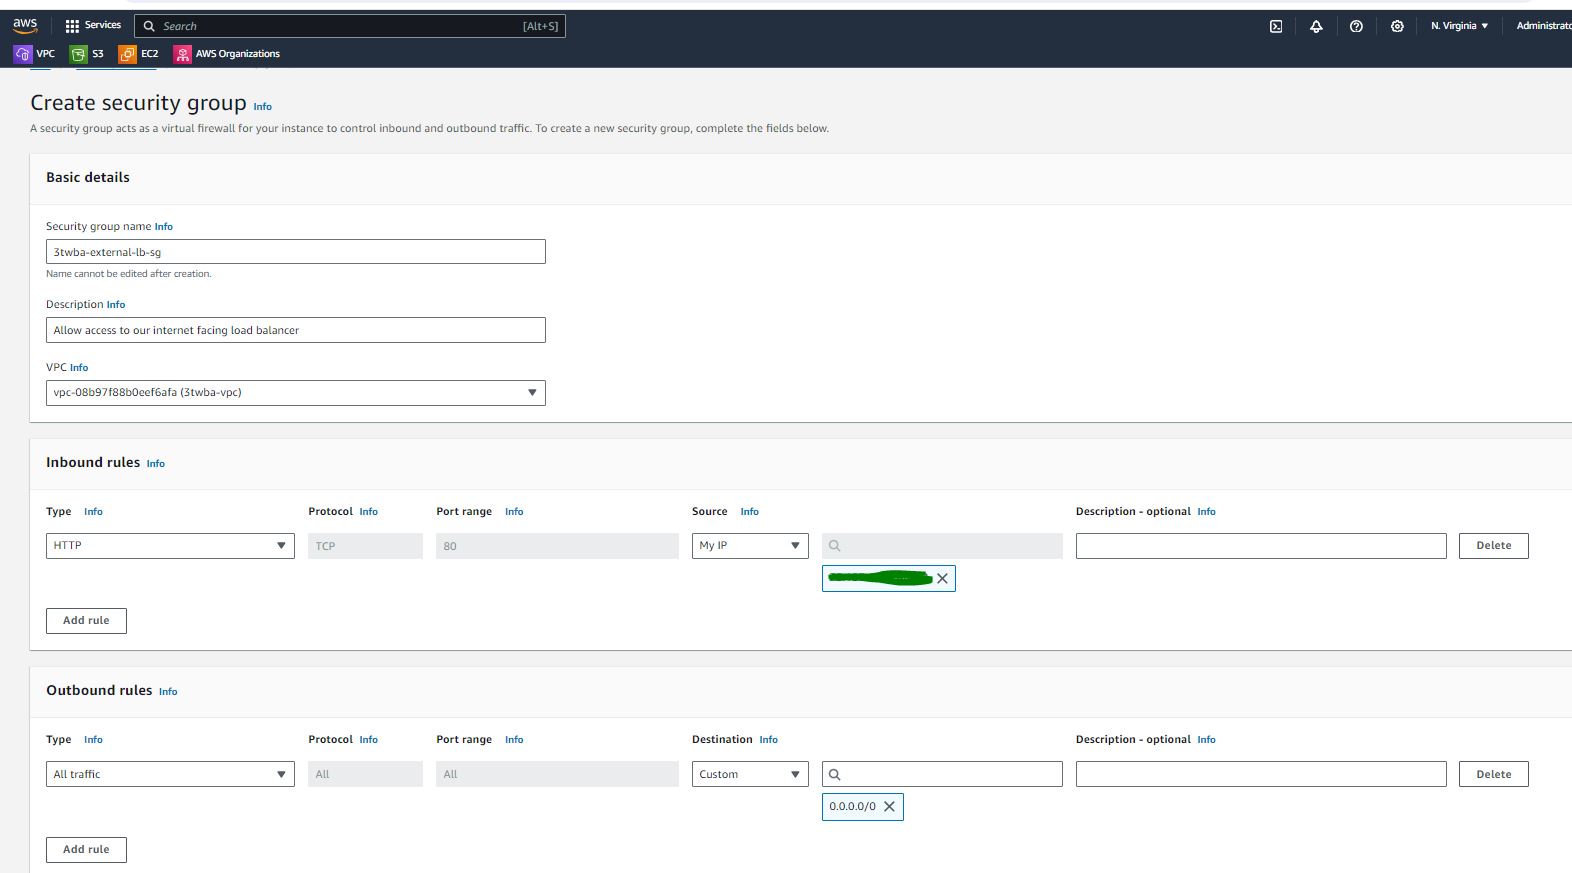 aws Services Search [Alt+S] N. Virginia
VPC S3 EC2 AWS Organizations
Create security group Info
A security group acts as a virtual firewall for your instance to control inbound and outbound traffic. To create a new security group, complete the fields below.
Basic details
Security group name Info
3twba-external-lb-sg
Name cannot be edited after creation.
Description Info
Allow access to our internet facing load balancer
VPC Info
vpc-08b97f88b0eef6afa (3twba-vpc)
Inbound rules Info
Type Info Protocol Info Port range Info Source Info Description - optional Info
HTTP TCP 80 My IP Delete
Add rule
Outbound rules Info
Type Info Protocol Info Port range Info Destination Info Description - optional Info
All traffic All All Custom Delete
0.0.0.0/0
Add rule